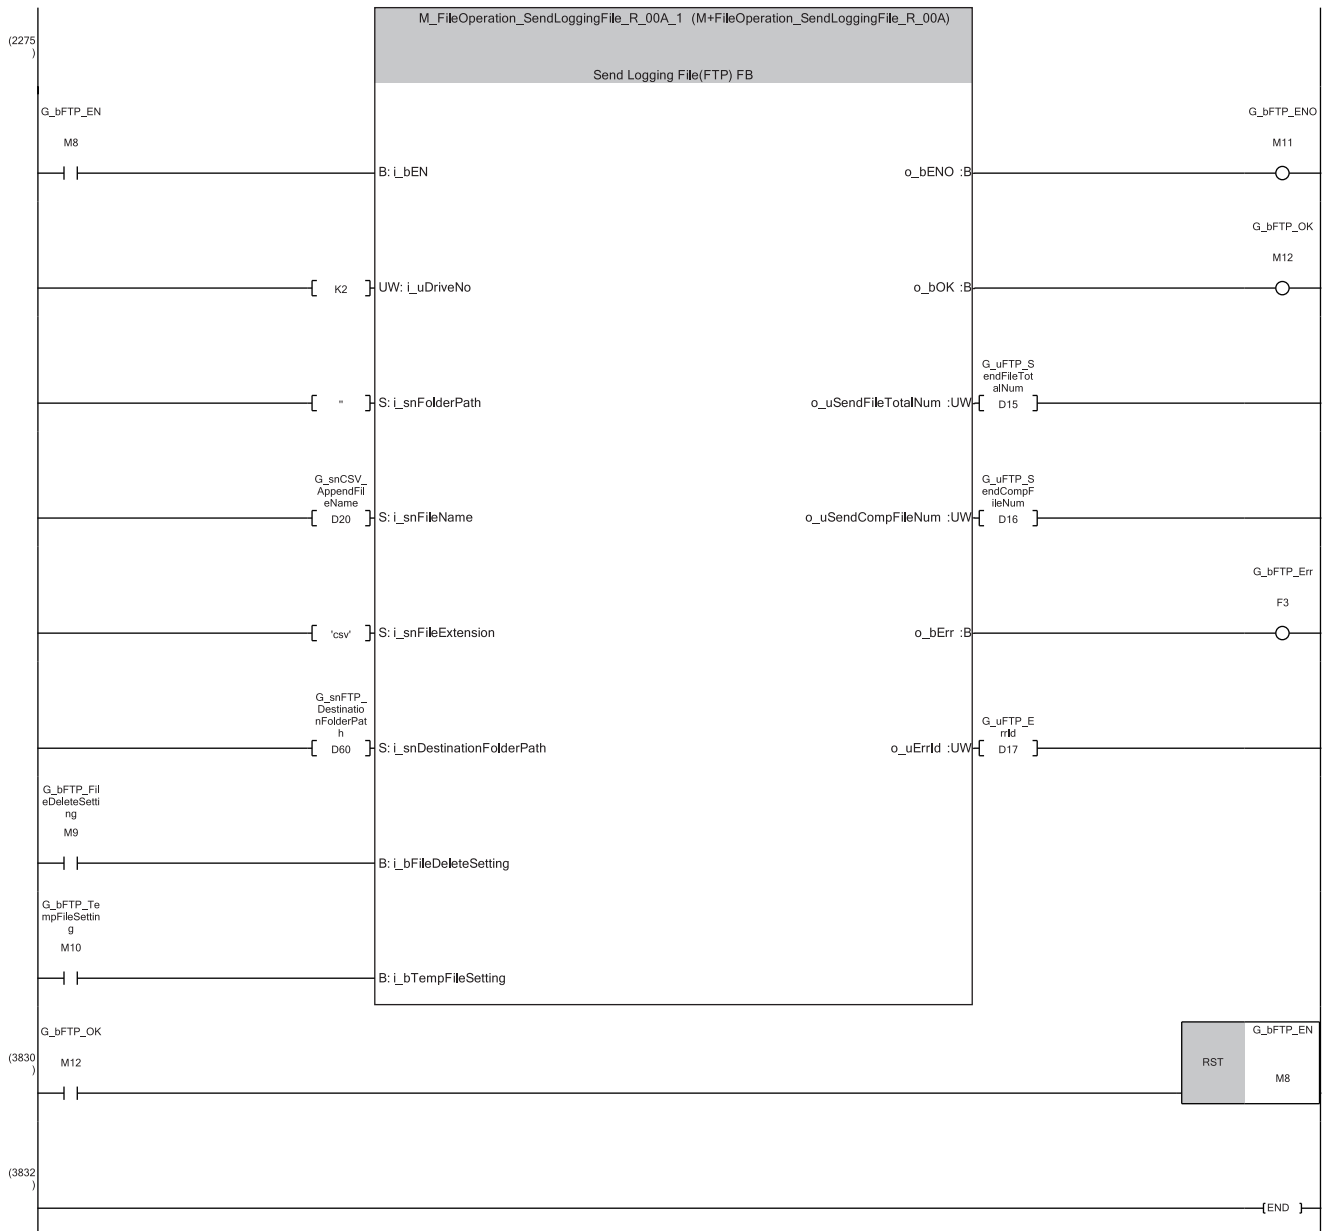 M_FileOperation_SendLoggingFile_R_00A_1 (M+FileOperation_SendLoggingFile_R_00A)
(2275
)
Send Logging File(FTP) FB
G_bFTP_EN
G_bFTP_ENO
M8
M11
B: i_bEN
o_bENO :B
G_bFTP_OK
M12
K2
UW: i_uDriveNo
o_bOK :B
G_uFTP_S
endFileTot
alNum
''
S: i_snFolderPath
o_uSendFileTotalNum :UW
D15
G_snCSV_
AppendFil
eName
G_uFTP_S
endCompF
ileNum
D20
S: i_snFileName
o_uSendCompFileNum :UW
D16
G_bFTP_Err
F3
'csv'
S: i_snFileExtension
o_bErr :B
G_snFTP_
Destinatio
nFolderPat
h
G_uFTP_E
rrId
D60
S: i_snDestinationFolderPath
o_uErrId :UW
D17
G_bFTP_Fil
eDeleteSetti
ng
M9
B: i_bFileDeleteSetting
G_bFTP_Te
mpFileSettin
g
M10
B: i_bTempFileSetting
G_bFTP_OK
G_bFTP_EN
(3830
)
M12
RST
M8
(3832
)
END